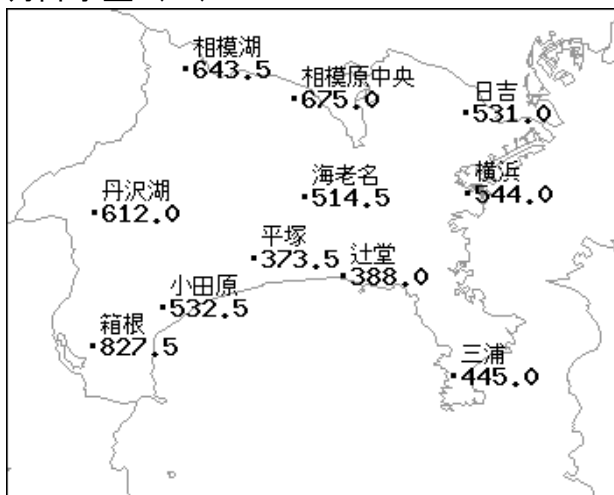 相模湖
643.5
相模原中央
675.0
日吉
531.0
海老名
514.5
横浜
544.0
丹沢湖
612.0
平塚
373.5
辻堂
388.0
小田原
532.5
箱根
827.5
三浦
445.0